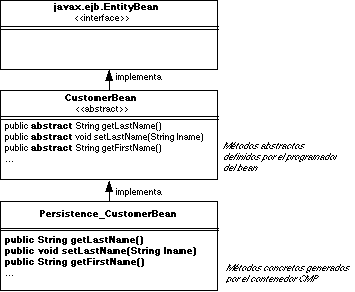 javax.ejb.EntityBean
<<interface>>
implementa
CustomerBean
<<abstract>>
public abstract String getLastName()
public abstract void setLastName(String lname)
public abstract String getFirstName()
...
Métodos abstractos
definidos por el programador
del bean
implementa
Persistence_CustomerBean
public String getLastName()
public void setLastName(String lname)
public String getFirstName()
...
Métodos concretos generados
por el contenedor CMP